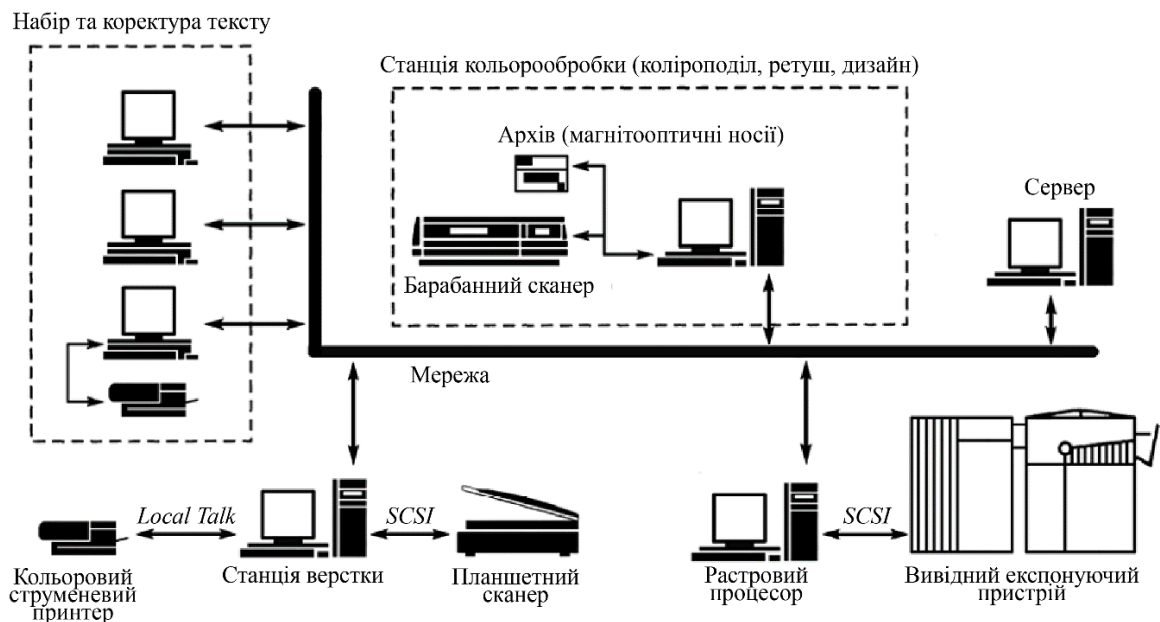 Набір та коректура тексту
Станція кольорообробки (коліроподіл, ретуш, дизайн)
Архів (магнітооптичні носії)
Сервер
Барабанний сканер
Мережа
Local Talk
SCSI
SCSI
Кольоровий
струменевий
принтер
Станція верстки
Планшетний
сканер
Растровий
процесор
Вивідний експонуючий
пристрій